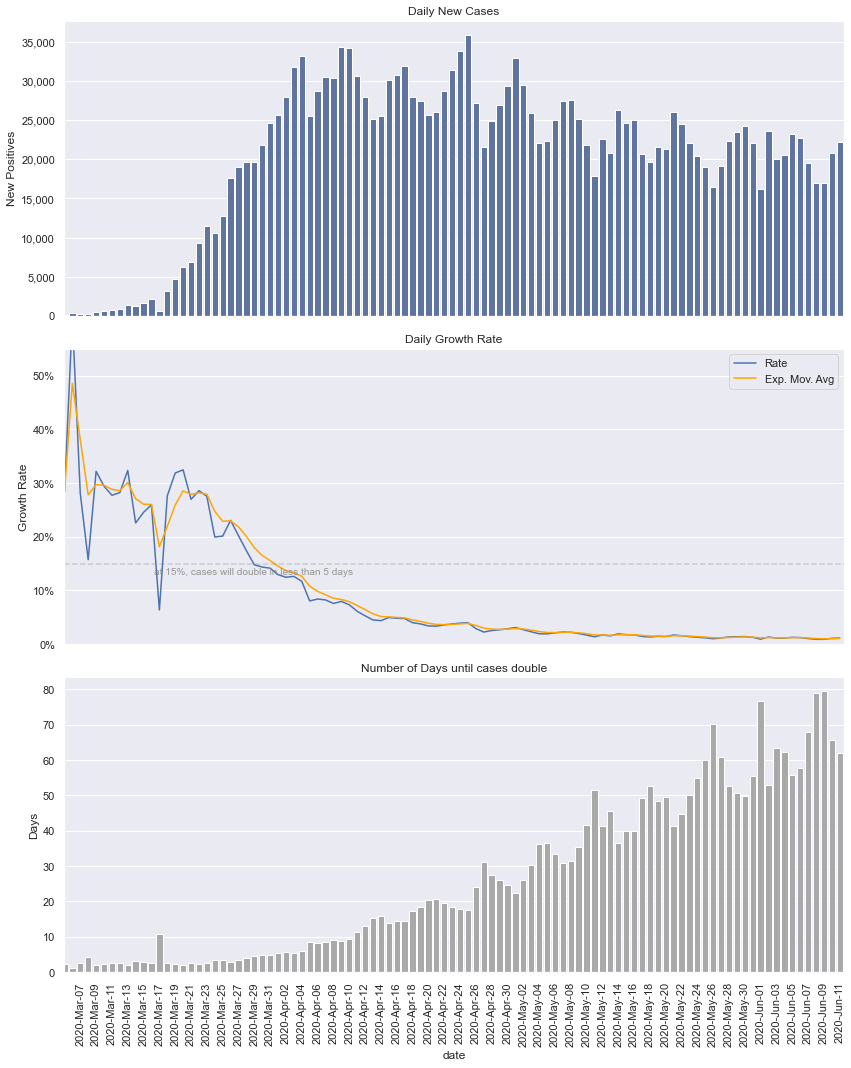 Daily New Cases
35,000
30,000
25,000
20,000
15,000
10,000
5,000
0
New Positives
Daily Growth Rate
Rate
Exp. Mov. Avg
50%
40%
30%
20%
10%
0%
Growth Rate
at 15%, cases will double in less than 5 days
Number of Days until cases double
80
70
60
50
40
30
20
10
0
Days
2020-Mar-07
2020-Mar-09
2020-Mar-11
2020-Mar-13
2020-Mar-15
2020-Mar-17
2020-Mar-19
2020-Mar-21
2020-Mar-23
2020-Mar-25
2020-Mar-27
2020-Mar-29
2020-Mar-31
2020-Apr-02
2020-Apr-04
2020-Apr-06
2020-Apr-08
2020-Apr-10
2020-Apr-12
2020-Apr-14
2020-Apr-16
2020-Apr-18
2020-Apr-20
2020-Apr-22
2020-Apr-24
2020-Apr-26
2020-Apr-28
2020-Apr-30
2020-May-02
2020-May-04
2020-May-06
2020-May-08
2020-May-10
2020-May-12
2020-May-14
2020-May-16
2020-May-18
2020-May-20
2020-May-22
2020-May-24
2020-May-26
2020-May-28
2020-May-30
2020-Jun-01
2020-Jun-03
2020-Jun-05
2020-Jun-07
2020-Jun-09
2020-Jun-11
date